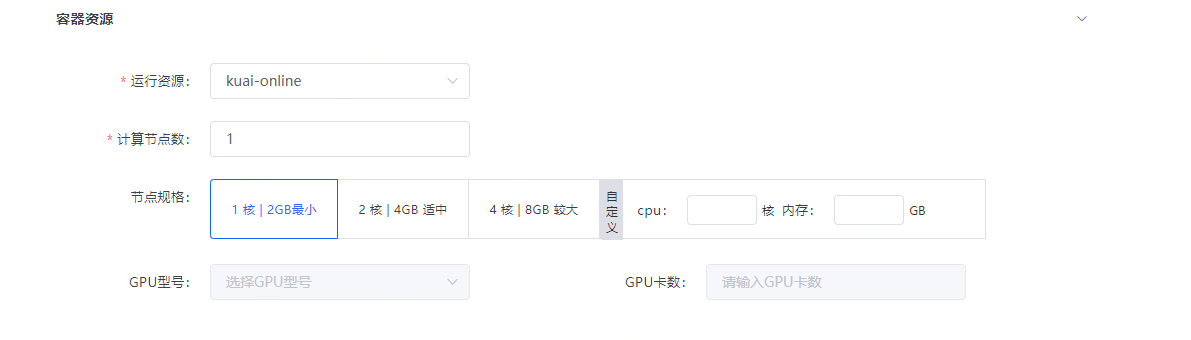 容器资源
* 运行资源： kuai-online
* 计算节点数： 1
节点规格： 1 核 | 2GB最小 2 核 | 4GB 适中 4 核 | 8GB 较大 自定义 cpu： 核 内存： GB
GPU型号： 选择GPU型号 GPU卡数： 请输入GPU卡数